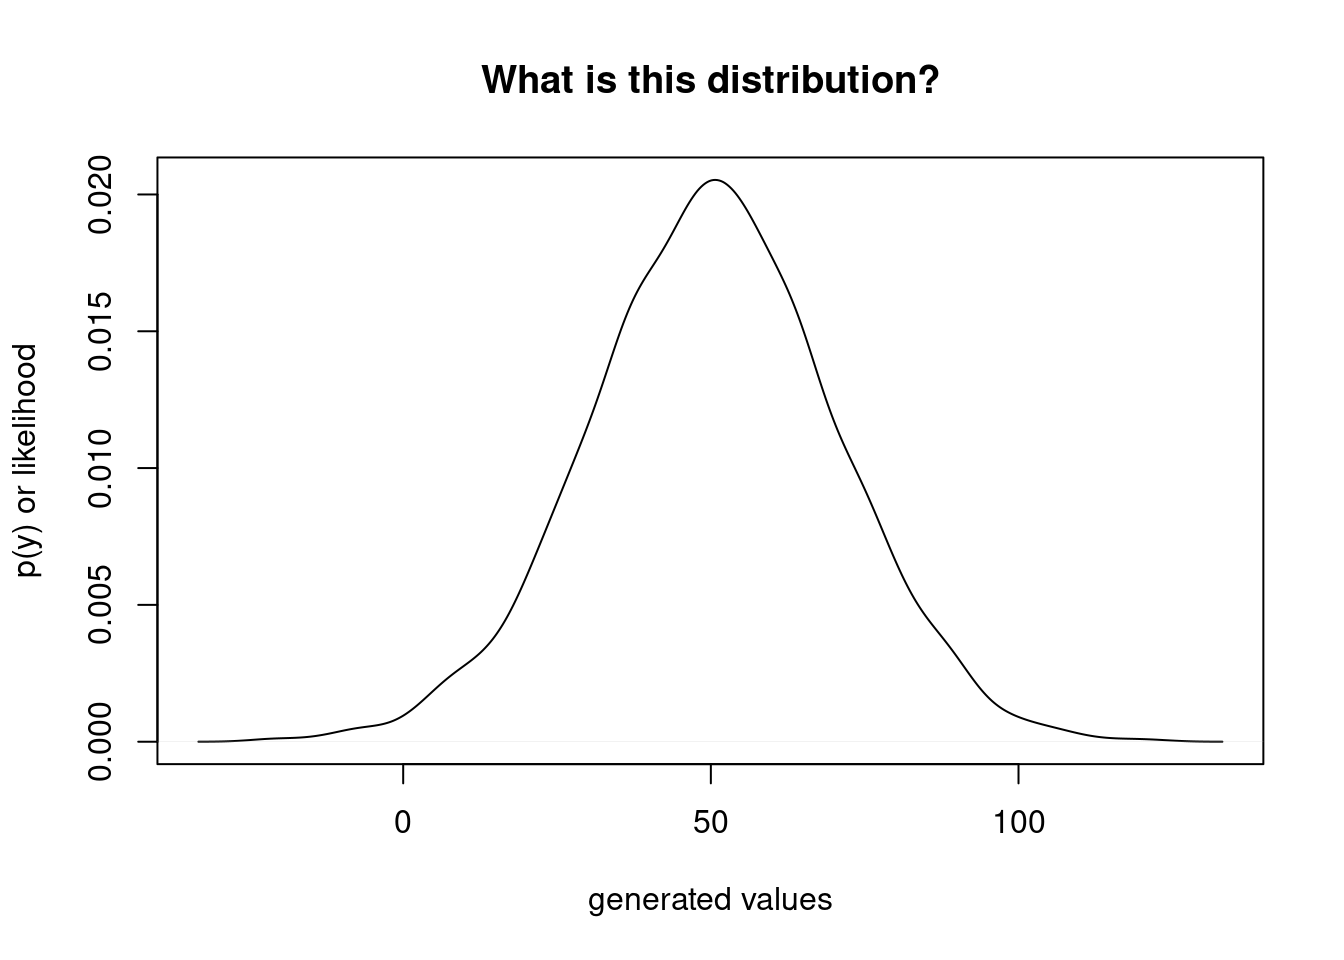 What is this distribution?
p(y) or likelihood
0.020
0.015
0.010
0.005
0.000
0 50 100
generated values